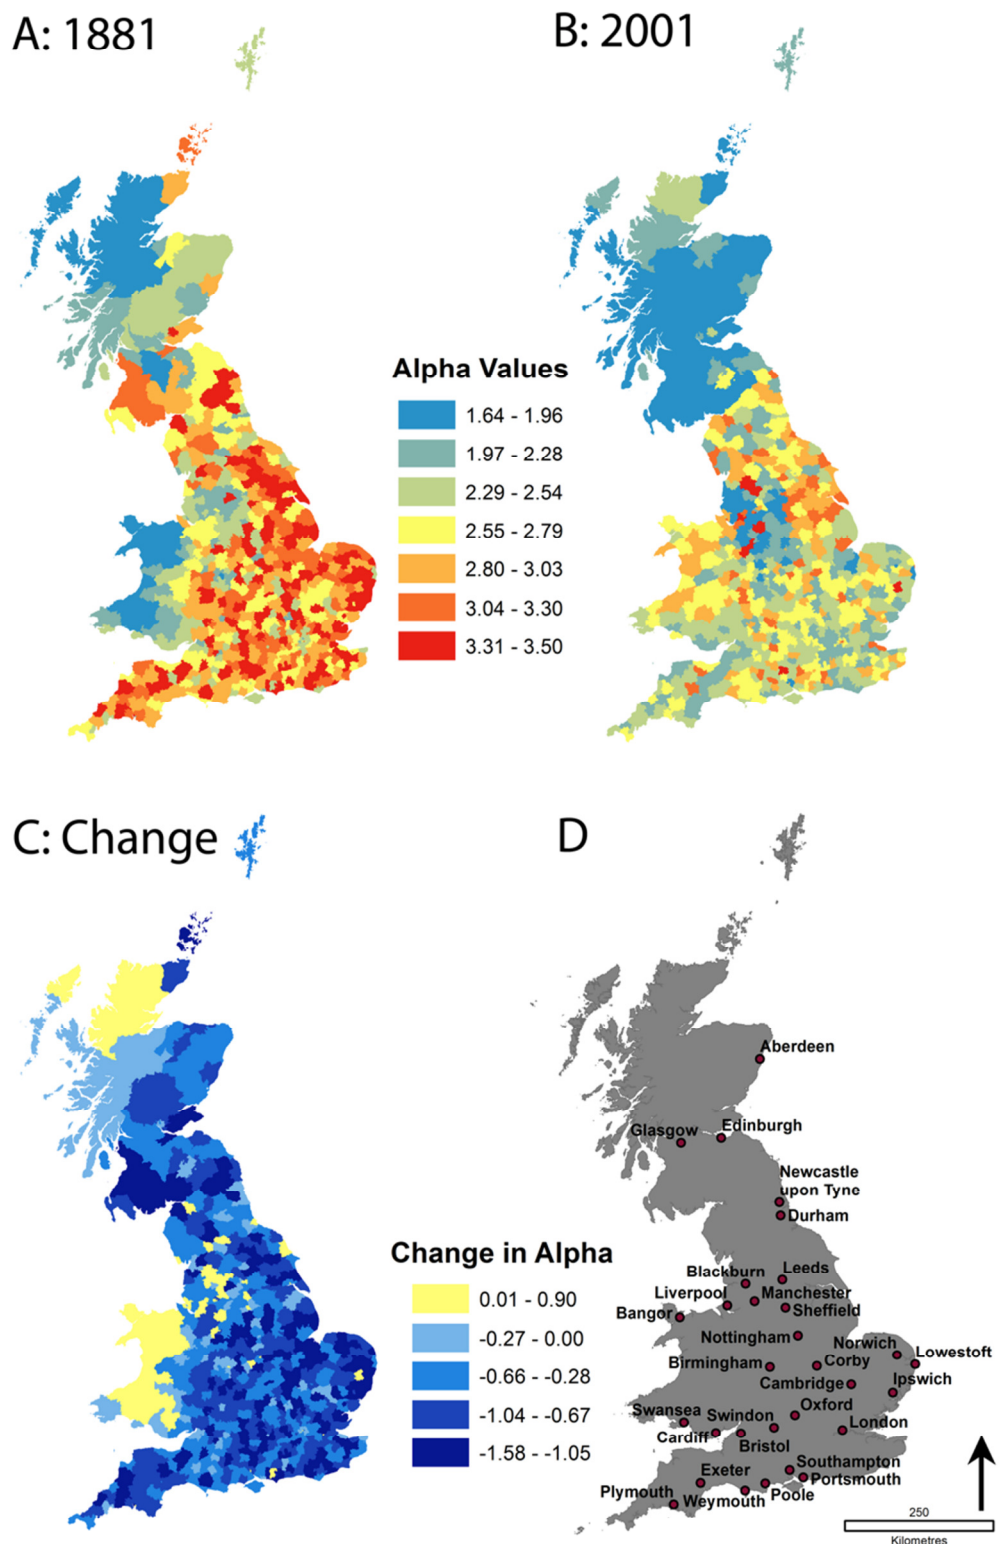 A: 1881
B: 2001
Alpha Values
1.64 - 1.96
1.97 - 2.28
2.29 - 2.54
2.55 - 2.79
2.80 - 3.03
3.04 - 3.30
3.31 - 3.50
C: Change
D
Change in Alpha
0.01 - 0.90
-0.27 - 0.00
-0.66 - -0.28
-1.04 - -0.67
-1.58 - -1.05
Aberdeen
Glasgow
Edinburgh
Newcastle
upon Tyne
Durham
Blackburn
Leeds
Liverpool
Manchester
Bangor
Sheffield
Nottingham
Norwich
Lowestoft
Birmingham
Corby
Cambridge
Ipswich
Oxford
Swansea
Swindon
London
Cardiff
Bristol
Southampton
Exeter
Portsmouth
Plymouth
Weymouth
Poole
250
Kilometres